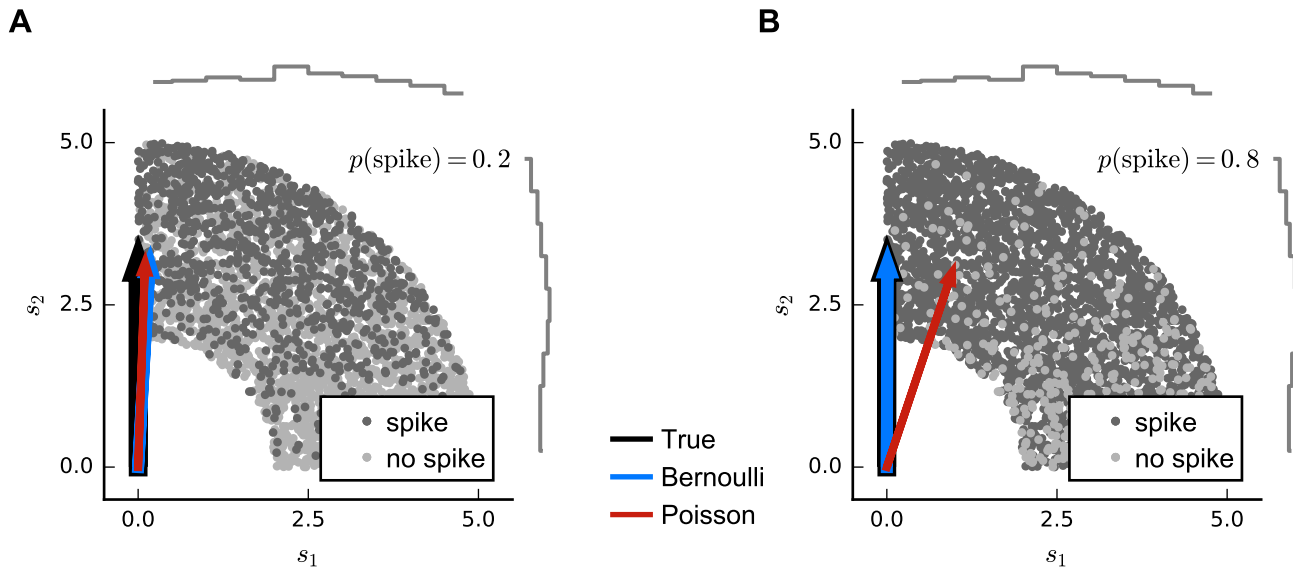 A
B
p(spike) = 0.2
p(spike) = 0.8
5.0
2.5
0.0
s₂
0.0
2.5
5.0
s₁
spike
no spike
True
Bernoulli
Poisson
5.0
2.5
0.0
s₂
0.0
2.5
5.0
s₁
spike
no spike